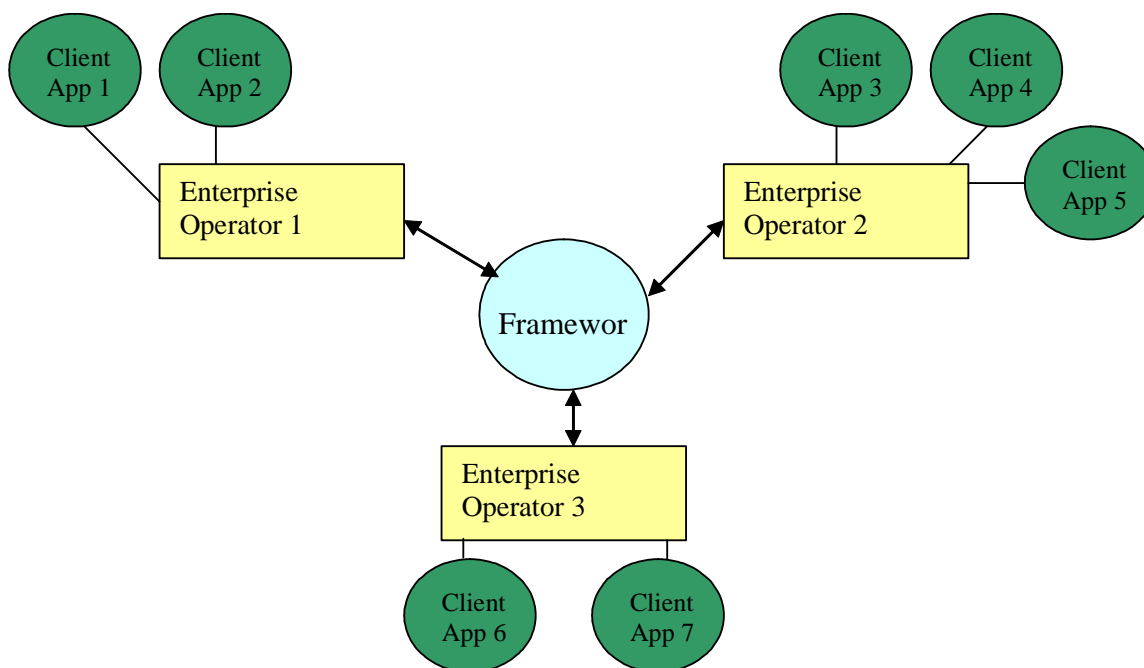 Client
App 1
Client
App 2
Client
App 3
Client
App 4
Client
App 5
Enterprise
Operator 1
Enterprise
Operator 2
Framewor
Enterprise
Operator 3
Client
App 6
Client
App 7